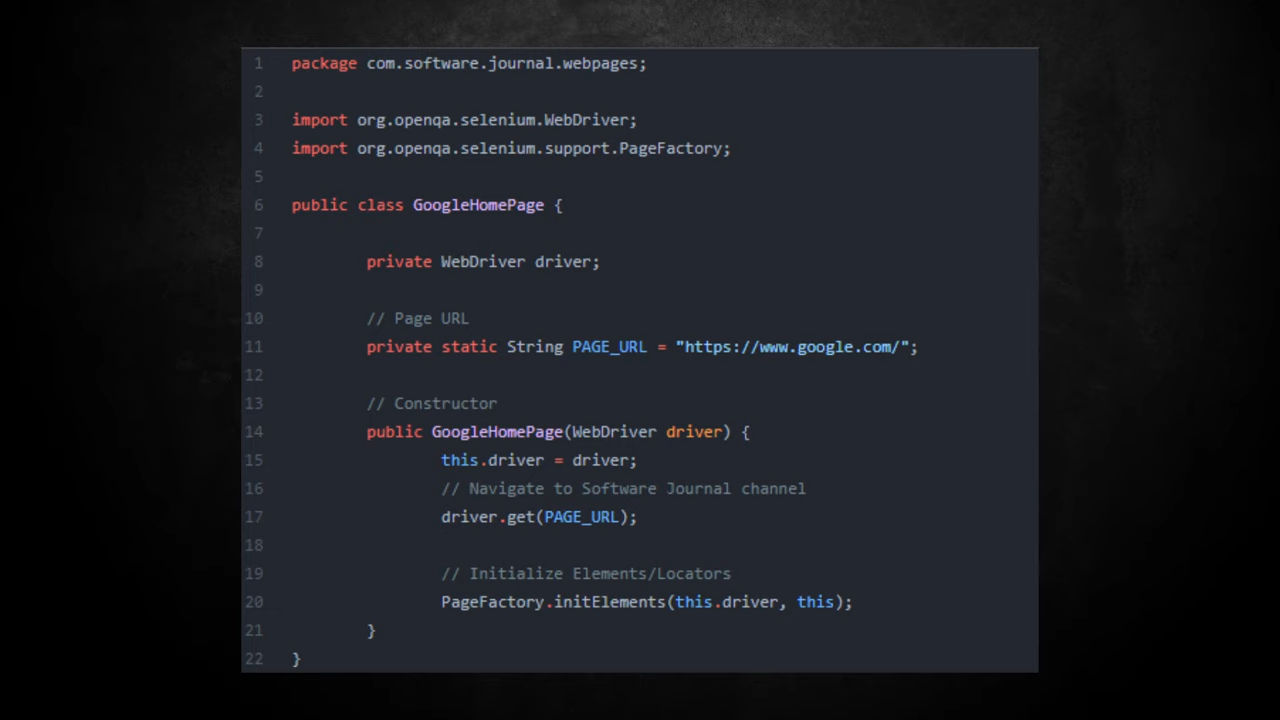 1 package com.software.journal.webpages;
2
3 import org.openqa.selenium.WebDriver;
4 import org.openqa.selenium.support.PageFactory;
5
6 public class GoogleHomePage {
7
8 private WebDriver driver;
9
10 // Page URL
11 private static String PAGE_URL = "https://www.google.com/";
12
13 // Constructor
14 public GoogleHomePage(WebDriver driver) {
15 this.driver = driver;
16 // Navigate to Software Journal channel
17 driver.get(PAGE_URL);
18
19 // Initialize Elements/Locators
20 PageFactory.initElements(this.driver, this);
21 }
22 }